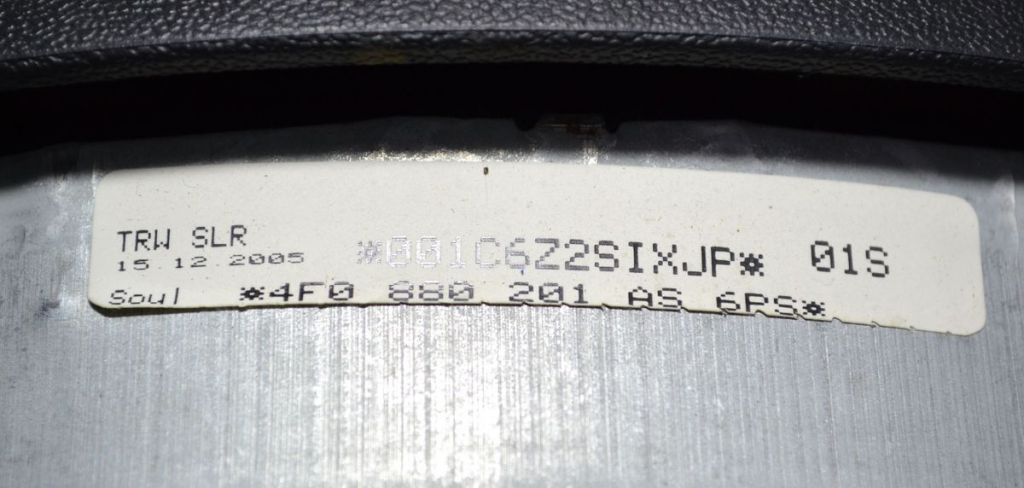 TRW SLR
15.12.2005
*001C6Z2SIXJP* 01S
Soul *4F0 880 201 AS 6PS*